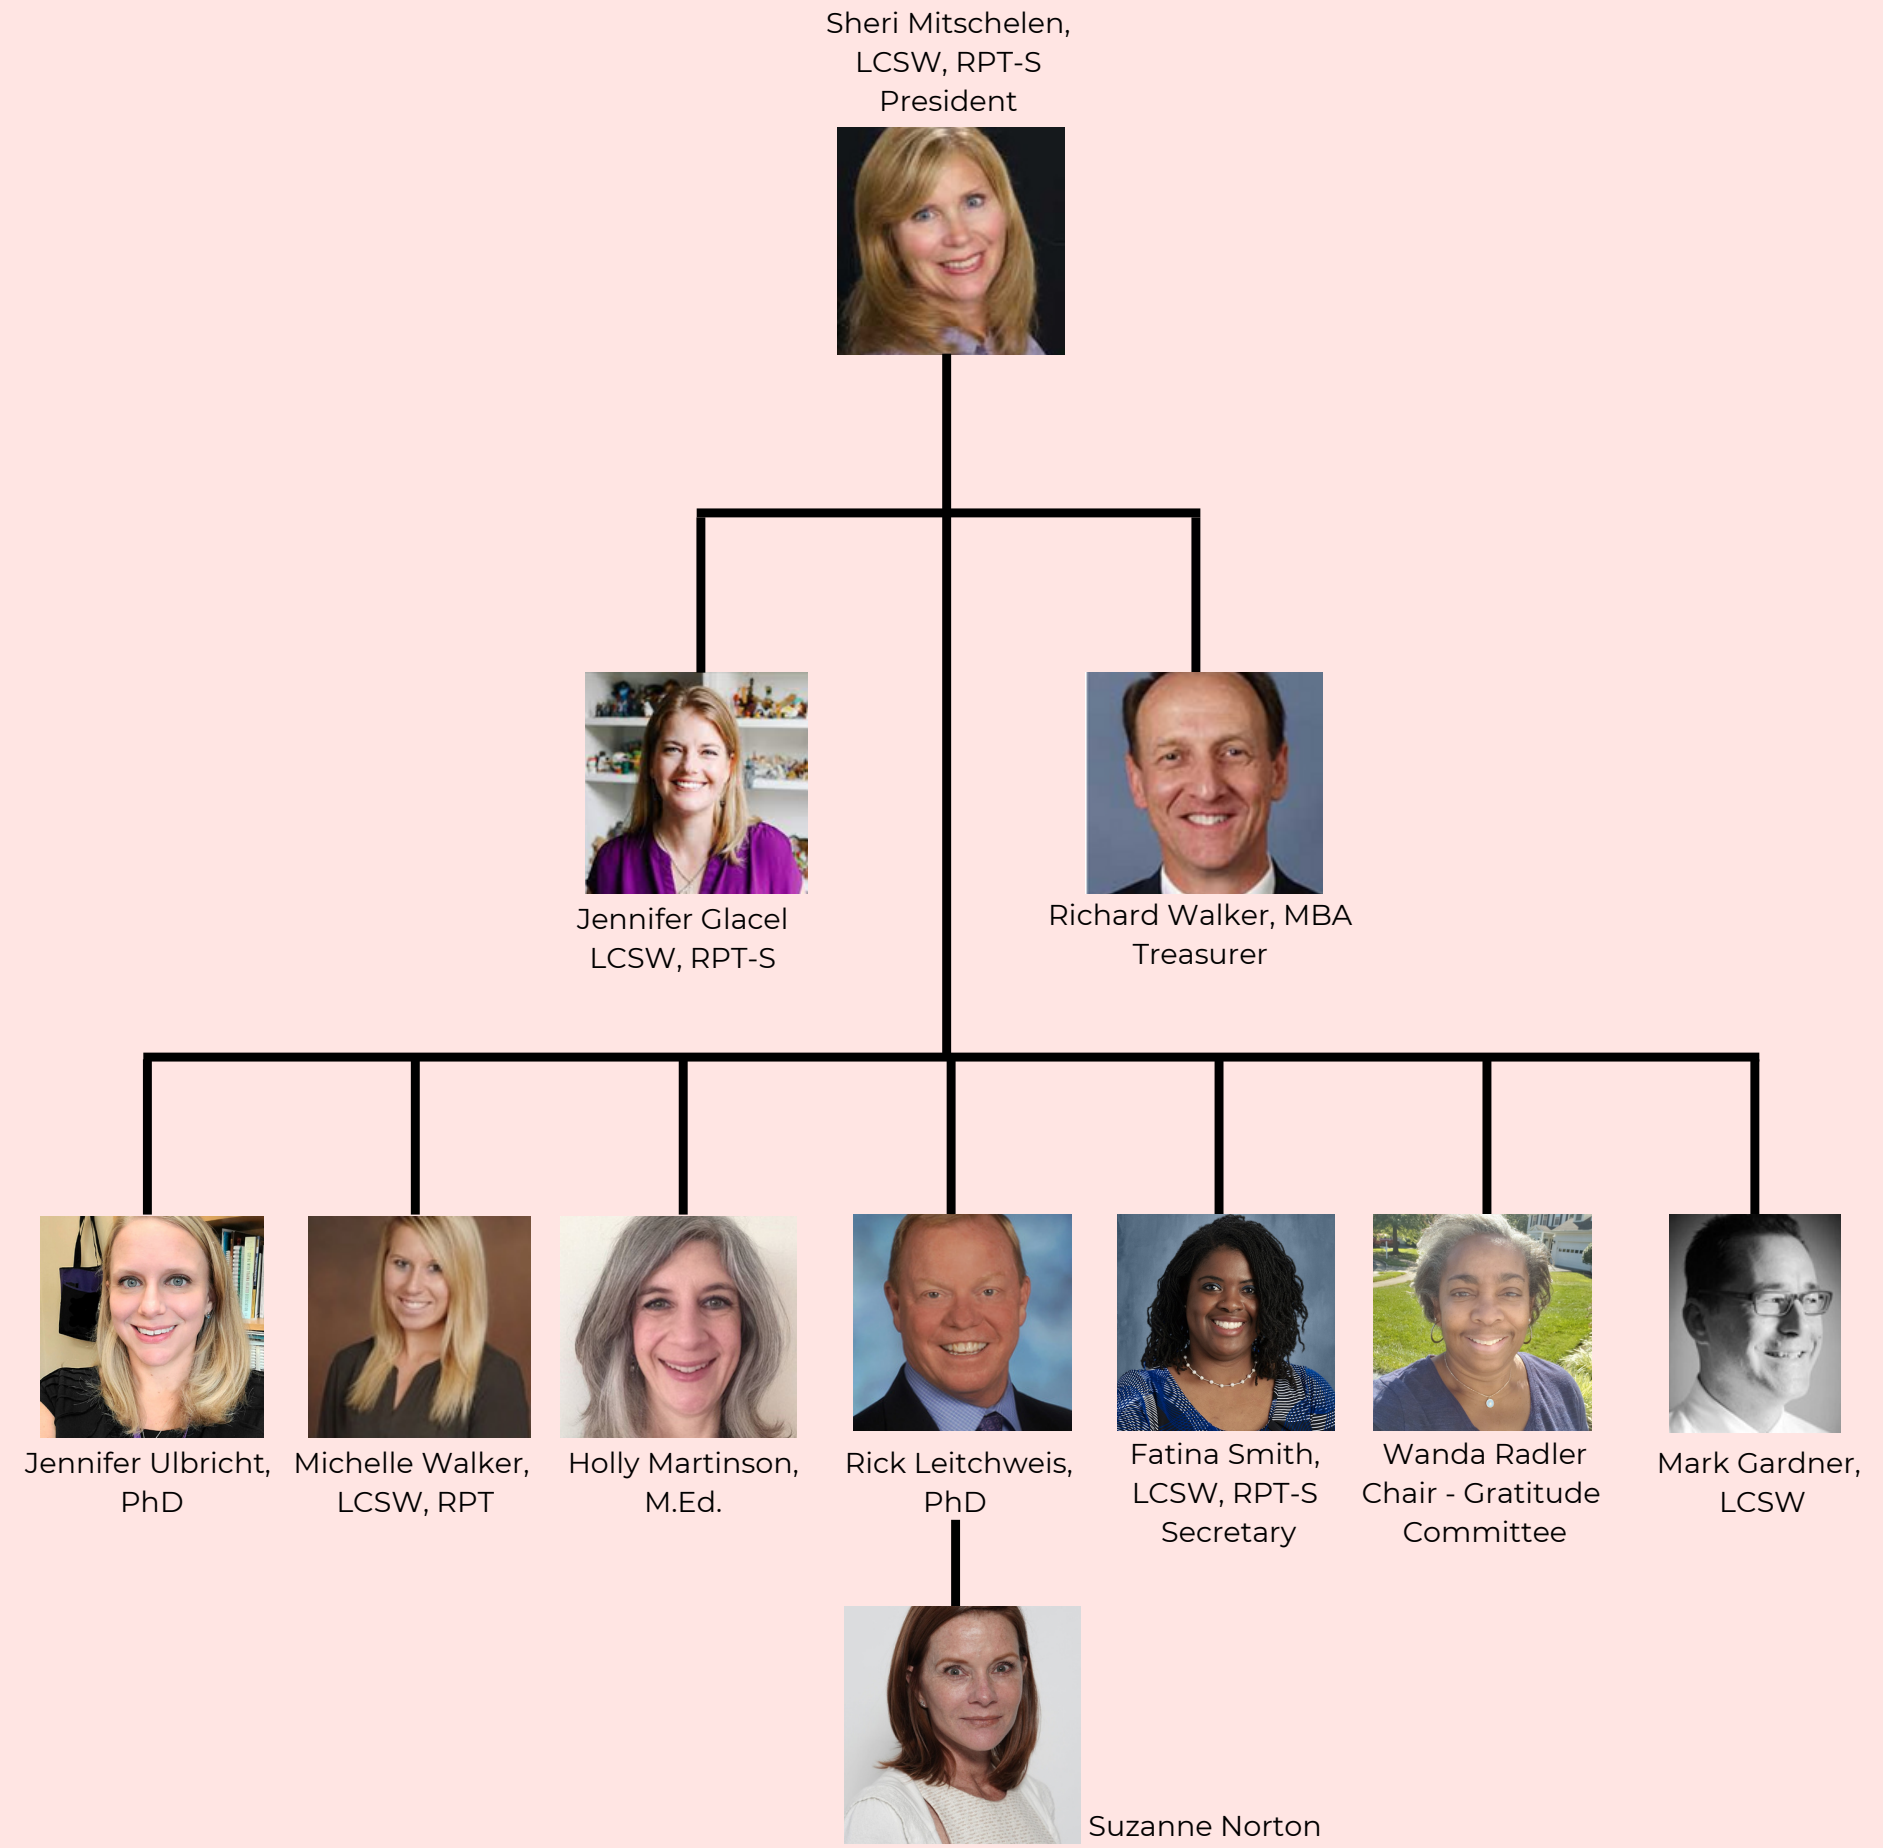 Sheri Mitschelen,
LCSW, RPT-S
President
Jennifer Glacel
LCSW, RPT-S
Richard Walker, MBA
Treasurer
Jennifer Ulbricht,
PhD
Michelle Walker,
LCSW, RPT
Holly Martinson,
M.Ed.
Rick Leitchweis,
PhD
Fatina Smith,
LCSW, RPT-S
Secretary
Wanda Radler
Chair - Gratitude
Committee
Mark Gardner,
LCSW
Suzanne Norton